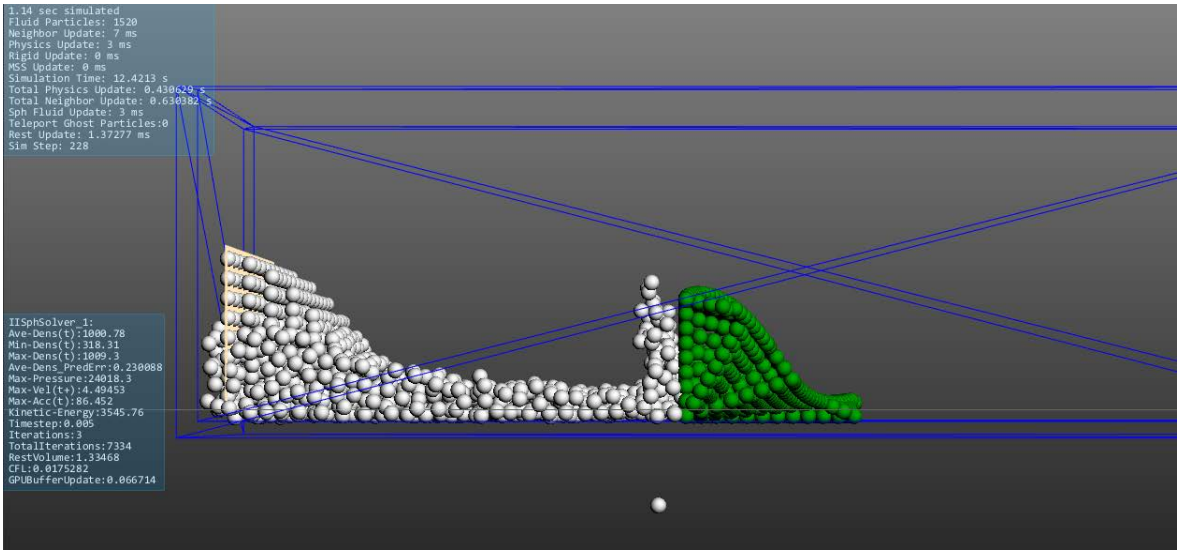 1.14 sec simulated
Fluid Particles: 1520
Neighbor Update: 7 ms
Physics Update: 3 ms
Rigid Update: 0 ms
MSS Update: 0 ms
Simulation Time: 12.4213 s
Total Physics Update: 0.430629 s
Total Neighbor Update: 0.630382 s
Sph Fluid Update: 3 ms
Teleport Ghost Particles:0
Rest Update: 1.37277 ms
Sim Step: 228
IISphSolver_1:
Ave-Dens(t):1000.78
Min-Dens(t):318.31
Max-Dens(t):1009.3
Ave-Dens_PredErr:0.230088
Max-Pressure:24018.3
Max-Vel(t+):4.49453
Max-Acc(t):86.452
Kinetic-Energy:3545.76
Timestep:0.005
Iterations:3
TotalIterations:7334
RestVolume:1.33468
CFL:0.0175282
GPUBufferUpdate:0.066714